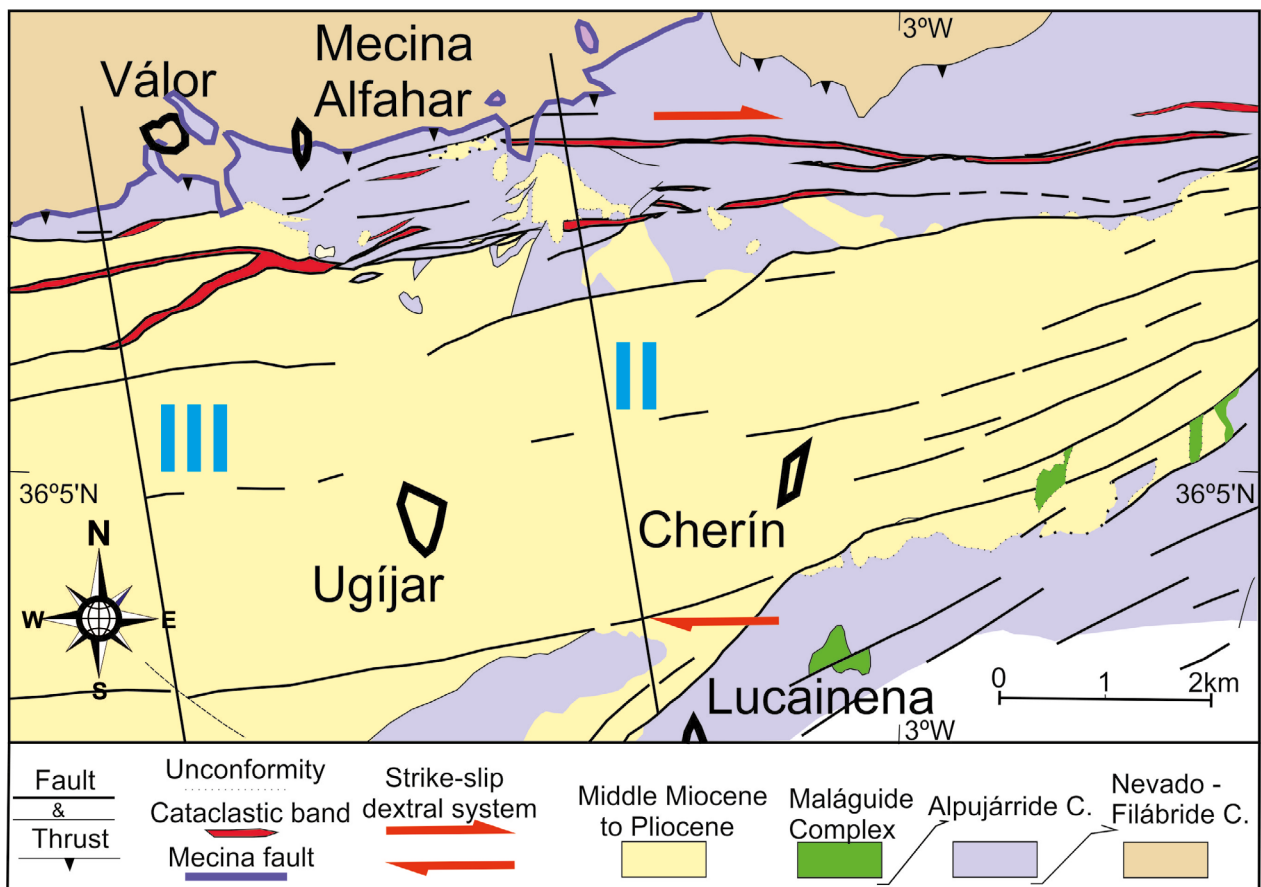 Válor
Mecina
Alfahar
3ºW
II
III
36º5'N
36º5'N
Cherín
Ugíjar
N
W
E
S
Lucainena
0
1
2km
3ºW
Fault
&
Thrust
Unconformity
Cataclastic band
Mecina fault
Strike-slip
dextral system
Middle Miocene
to Pliocene
Maláguide
Complex
Alpujárride C.
Nevado -
Filábride C.